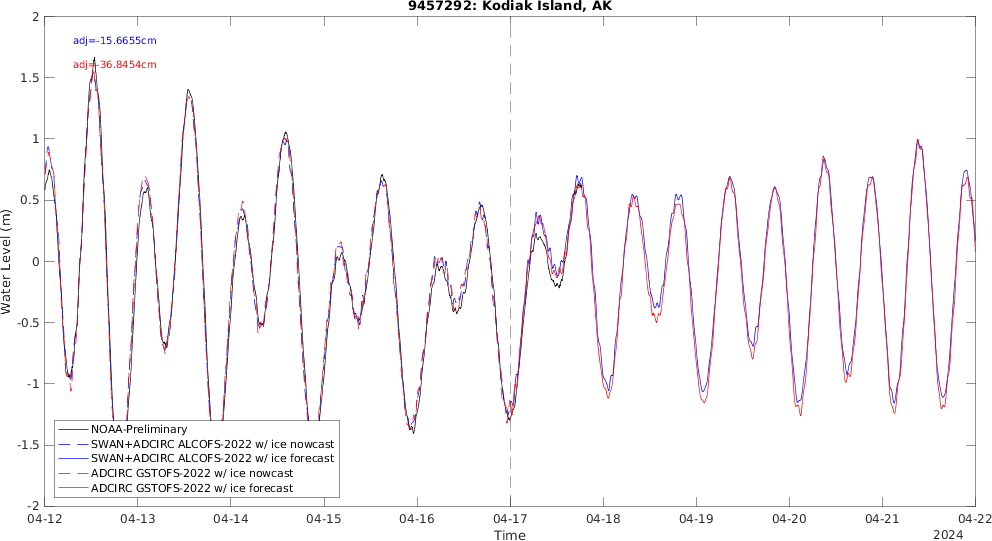 9457292: Kodiak Island, AK
adj=-15.6655cm
adj=-36.8454cm
Water Level (m)
2
1.5
1
0.5
0
-0.5
-1
-1.5
-2
NOAA-Preliminary
SWAN+ADCIRC ALCOFS-2022 w/ ice nowcast
SWAN+ADCIRC ALCOFS-2022 w/ ice forecast
ADCIRC GSTOFS-2022 w/ ice nowcast
ADCIRC GSTOFS-2022 w/ ice forecast
04-12 04-13 04-14 04-15 04-16 04-17 04-18 04-19 04-20 04-21 04-22
Time
2024